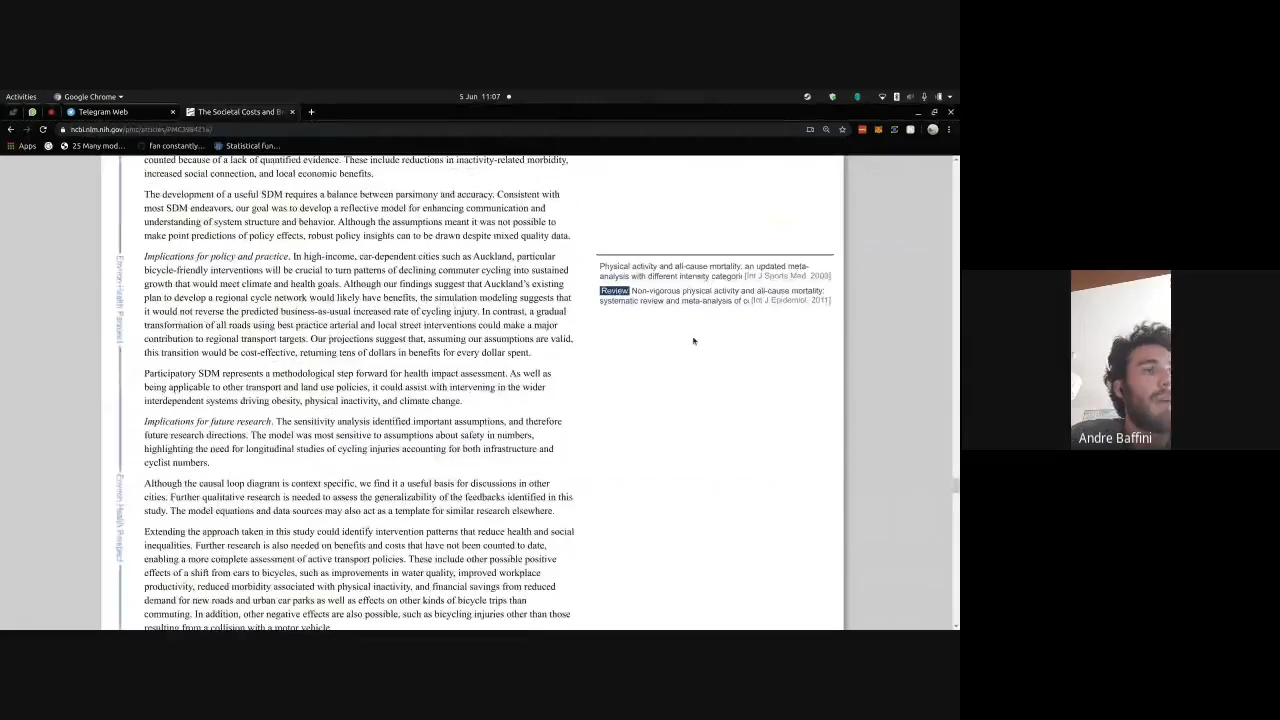 Activities
Google Chrome
5 Jun 11:07
Telegram Web
The Societal Costs and B
ncbi.nlm.nih.gov/pmc/articles/
Apps
25 Many mod...
fan constantly...
Statistical fun...
counted because of a lack of quantified evidence. These include reductions in inactivity-related morbidity,
increased social connection, and local economic benefits.
The development of a useful SDM requires a balance between parsimony and accuracy. Consistent with
most SDM endeavors, our goal was to develop a reflective model for enhancing communication and
understanding of system structure and behavior. Although the assumptions meant it was not possible to
make point predictions of policy effects, robust policy insights can to be drawn despite mixed quality data.
Implications for policy and practice. In high-income, car-dependent cities such as Auckland, particular
bicycle-friendly interventions will be crucial to turn patterns of declining commuter cycling into sustained
growth that would meet climate and health goals. Although our findings suggest that Auckland's existing
plan to develop a regional cycle network would likely have benefits, the simulation modeling suggests that
it would not reverse the predicted business-as-usual increased rate of cycling injury. In contrast, a gradual
transformation of all roads using best practice arterial and local street interventions could make a major
contribution to regional transport targets. Our projections suggest that, assuming our assumptions are valid,
this transition would be cost-effective, returning tens of dollars in benefits for every dollar spent.
Participatory SDM represents a methodological step forward for health impact assessment. As well as
being applicable to other transport and land use policies, it could assist with intervening in the wider
interdependent systems driving obesity, physical inactivity, and climate change.
Implications for future research. The sensitivity analysis identified important assumptions, and therefore
future research directions. The model was most sensitive to assumptions about safety in numbers,
highlighting the need for longitudinal studies of cycling injuries accounting for both infrastructure and
cyclist numbers.
Although the causal loop diagram is context specific, we find it a useful basis for discussions in other
cities. Further qualitative research is needed to assess the generalizability of the feedbacks identified in this
study. The model equations and data sources may also act as a template for similar research elsewhere.
Extending the approach taken in this study could identify intervention patterns that reduce health and social
inequalities. Further research is also needed on benefits and costs that have not been counted to date,
enabling a more complete assessment of active transport policies. These include other possible positive
effects of a shift from cars to bicycles, such as improvements in water quality, improved workplace
productivity, reduced morbidity associated with physical inactivity, and financial savings from reduced
demand for new roads and urban car parks as well as effects on other kinds of bicycle trips than
commuting. In addition, other negative effects are also possible, such as bicycling injuries other than those
resulting from a collision with a motor vehicle.
Physical activity and all-cause mortality: an updated meta-
analysis with different intensity categori [Int J Sports Med. 2009]
Review Non-vigorous physical activity and all-cause mortality:
systematic review and meta-analysis of c [Int J Epidemiol. 2011]
Andre Baffini